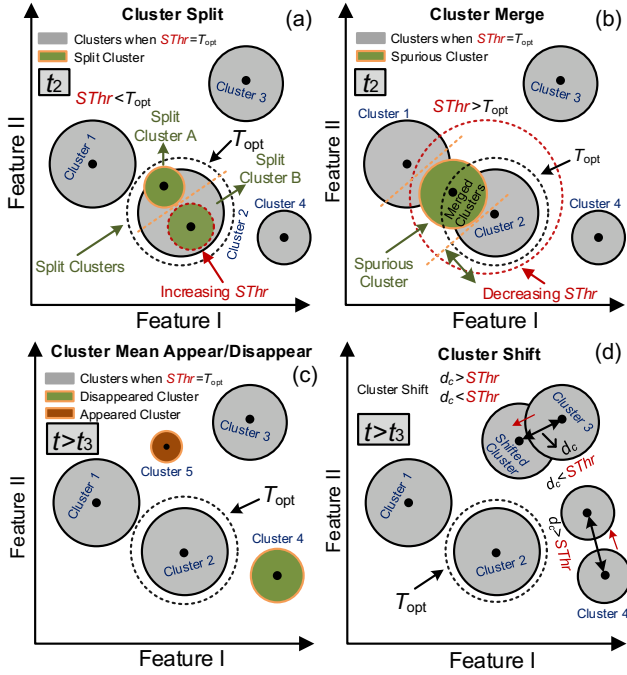 Cluster Split
(a)
Clusters when SThr=Topt
Split Cluster
t2
SThr<Topt
Cluster 3
Cluster 1
Split
Cluster A
Topt
Split
Cluster B
Cluster 2
Cluster 4
Split Clusters
Increasing SThr
Feature II
Feature I
Cluster Merge
(b)
Clusters when SThr=Topt
Spurious Cluster
t2
SThr>Topt
Cluster 3
Cluster 1
Topt
Merged
Clusters
Cluster 2
Cluster 4
Spurious
Cluster
Decreasing SThr
Feature II
Feature I
Cluster Mean Appear/Disappear
(c)
Clusters when SThr=Topt
Disappeared Cluster
Appeared Cluster
t>t3
Cluster 3
Cluster 5
Cluster 1
Topt
Cluster 4
Cluster 2
Feature II
Feature I
Cluster Shift
(d)
Cluster Shift
dc>SThr
dc<SThr
t>t3
Cluster 3
Shifted
Cluster
dc
dc<SThr
Cluster 1
dc>
SThr
Topt
Cluster 2
Cluster 4
Feature II
Feature I